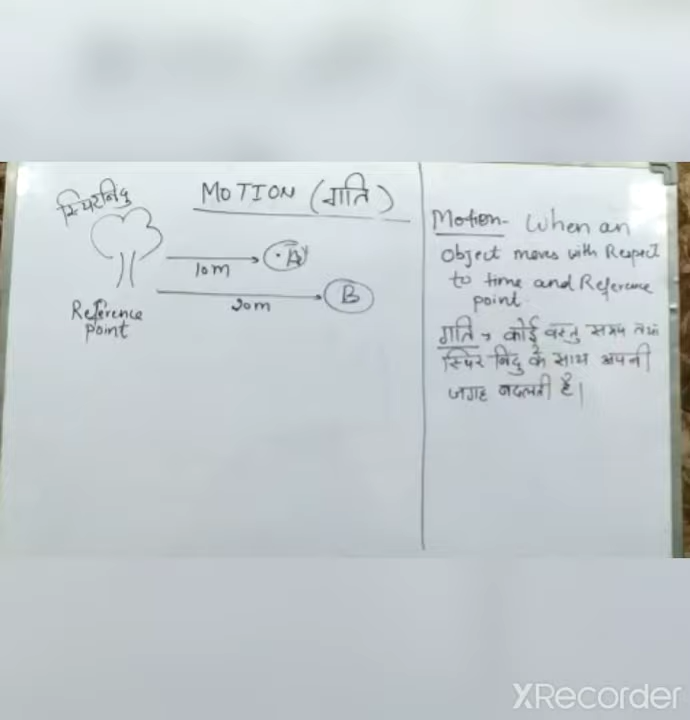 MOTION (गति)
स्थिर बिंदु
10m
A
20m
B
Reference
point
Motion- When an
object moves with Respect
to time and Reference
point.
गति → कोई वस्तु समय तथा
स्थिर बिंदु के साथ अपनी
जगह बदलती है।
XRecorder